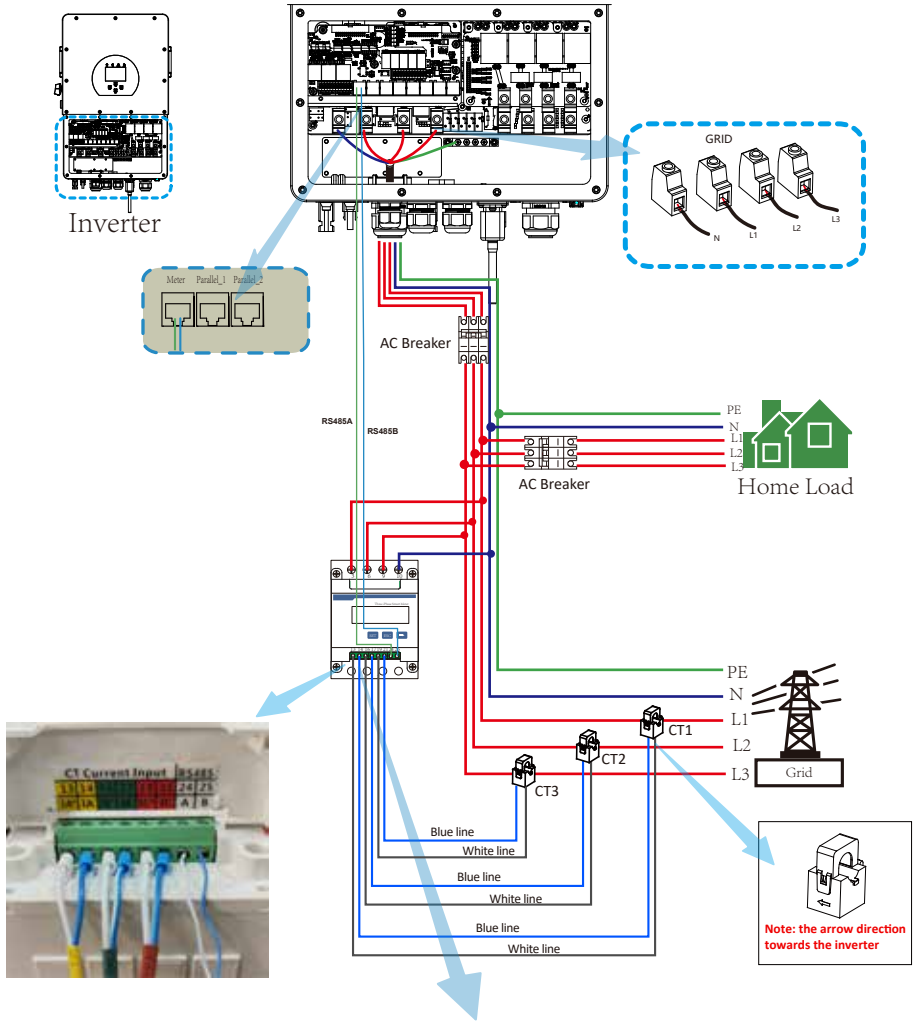 GRID
N
L1
L2
L3
Inverter
Meter Parallel_1 Parallel_2
AC Breaker
RS485A
RS485B
PE
N
L1
L2
L3
AC Breaker
Home Load
PE
N
L1
L2
L3
Grid
CT1
CT2
CT3
Blue line
White line
Blue line
White line
Blue line
White line
CT Current Input RS485
13 14 24 25
A B
Note: the arrow direction
towards the inverter